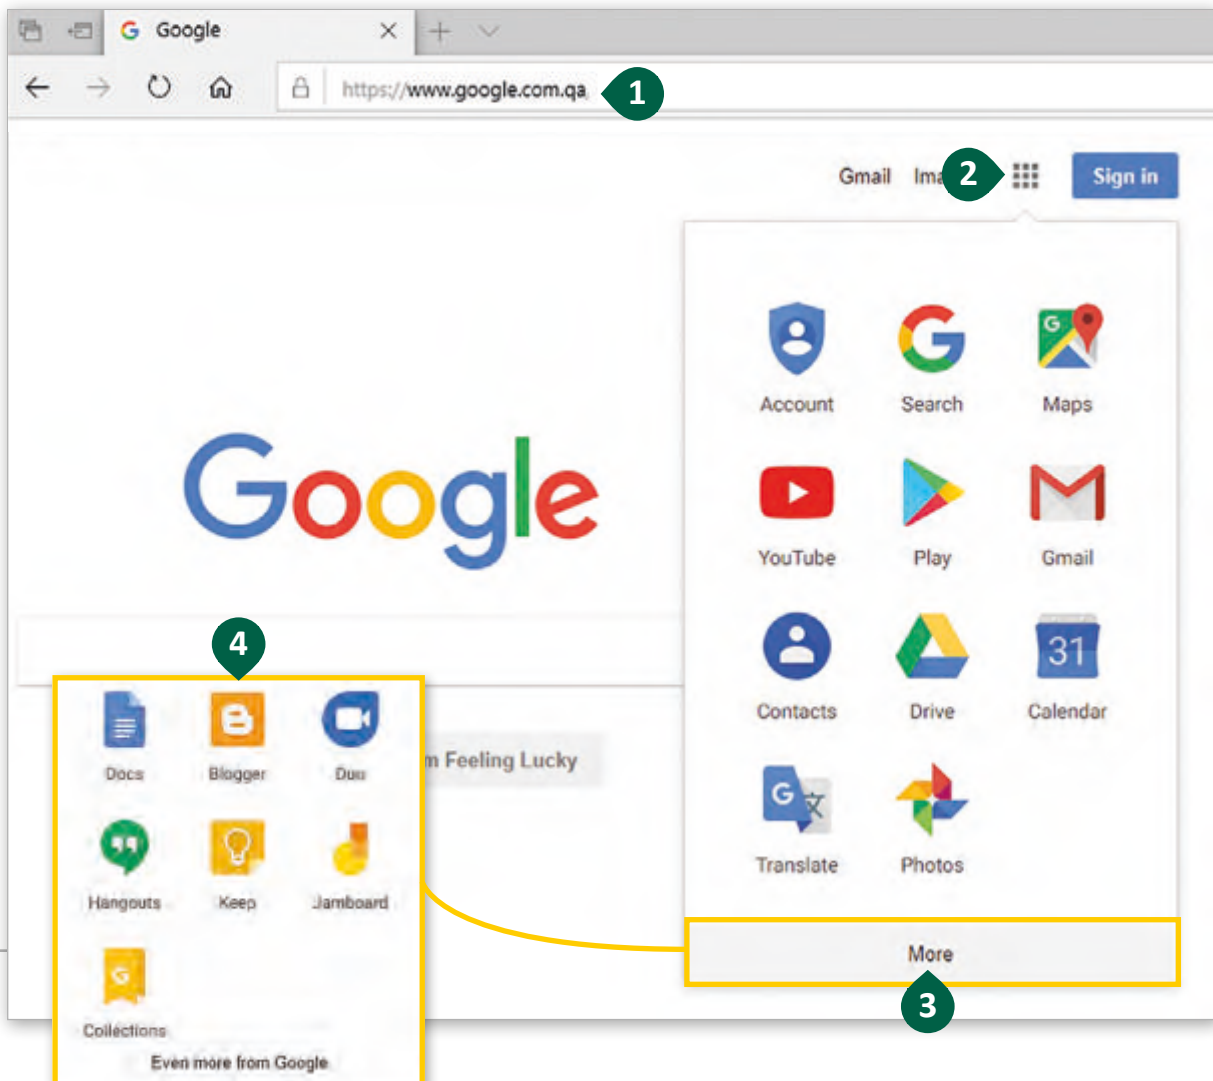 Google
https://www.google.com.qa
1
Gmail
2
Sign in
Account
Search
Maps
Google
YouTube
Play
Gmail
4
31
Contacts
Drive
Calendar
Docs
Blogger
Duo
m Feeling Lucky
Translate
Photos
Hangouts
Keep
Jamboard
More
3
Collections
Even more from Google